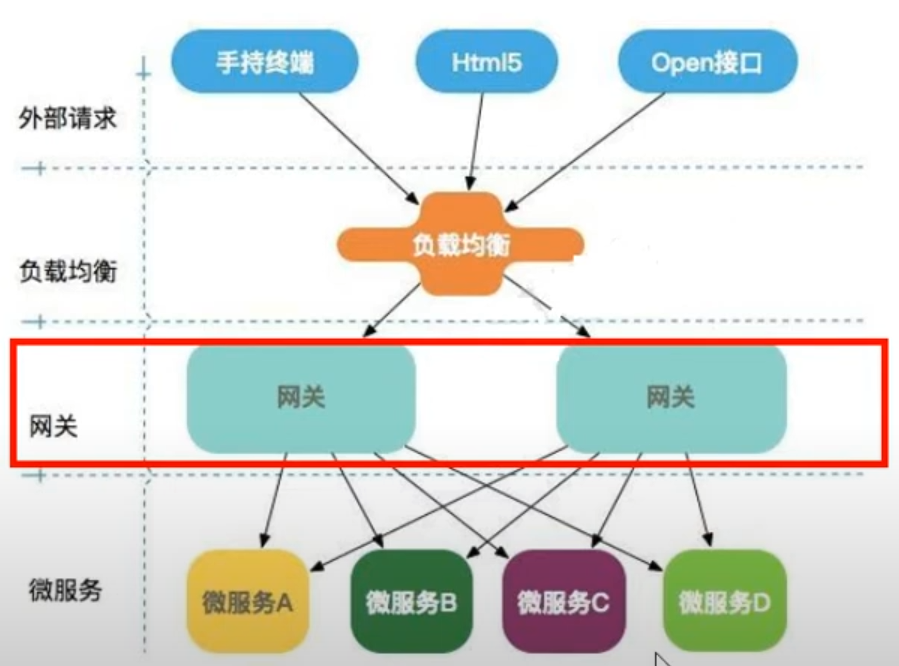 手持终端
Html5
Open接口
外部请求
负载均衡
负载均衡
网关
网关
网关
微服务
微服务A
微服务B
微服务C
微服务D